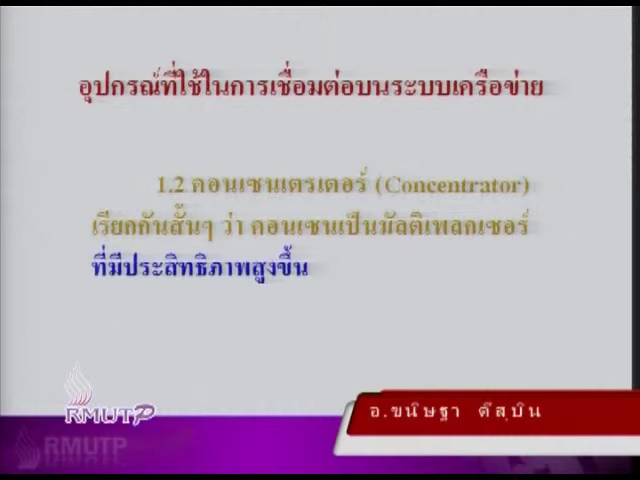 อุปกรณ์ที่ใช้ในการเชื่อมต่อบนระบบเครือข่าย
1.2 คอนเซนเตรเตอร์ (Concentrator)
เรียกกันสั้นๆ ว่า คอนเซนเป็นมัลติเพลกเซอร์
ที่มีประสิทธิภาพสูงขึ้น
RMUTP
อ.ขนิษฐา ดีสุบิน
RMUTP